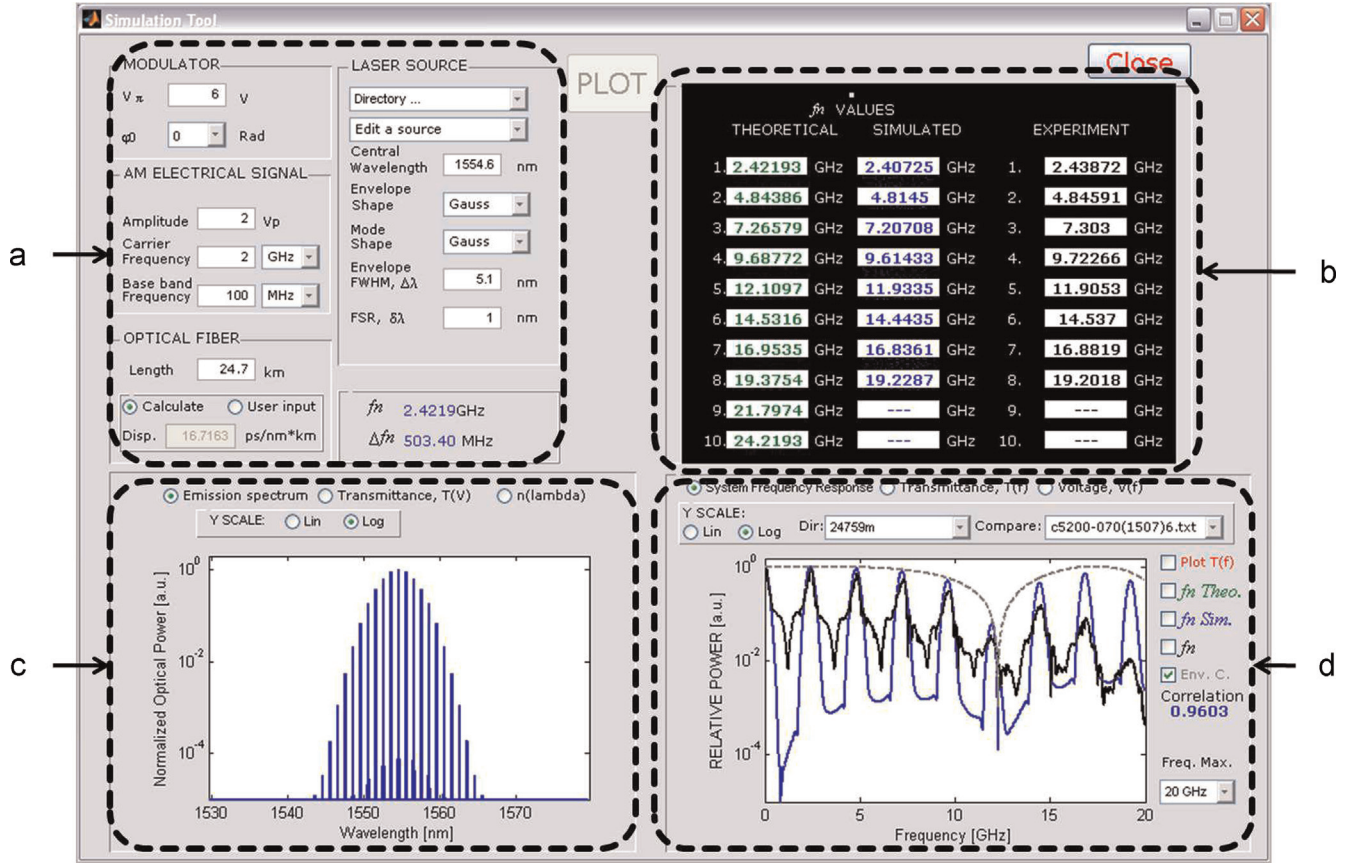 Simulation Tool
MODULATOR
V π 6 V
φ0 0 Rad
AM ELECTRICAL SIGNAL
Amplitude 2 Vp
Carrier
Frequency 2 GHz
Base band
Frequency 100 MHz
OPTICAL FIBER
Length 24.7 km
Calculate User input
Disp. 16.7163 ps/nm*km
LASER SOURCE
Directory ...
Edit a source
Central
Wavelength 1554.6 nm
Envelope
Shape Gauss
Mode
Shape Gauss
Envelope
FWHM, Δλ 5.1 nm
FSR, δλ 1 nm
fn 2.4219GHz
Δfn 503.40 MHz
PLOT
Close
fn VALUES
THEORETICAL SIMULATED EXPERIMENT
1. 2.42193 GHz 2.40725 GHz 1. 2.43872 GHz
2. 4.84386 GHz 4.8145 GHz 2. 4.84591 GHz
3. 7.26579 GHz 7.20708 GHz 3. 7.303 GHz
4. 9.68772 GHz 9.61433 GHz 4. 9.72266 GHz
5. 12.1097 GHz 11.9335 GHz 5. 11.9053 GHz
6. 14.5316 GHz 14.4435 GHz 6. 14.537 GHz
7. 16.9535 GHz 16.8361 GHz 7. 16.8819 GHz
8. 19.3754 GHz 19.2287 GHz 8. 19.2018 GHz
9. 21.7974 GHz --- GHz 9. --- GHz
10. 24.2193 GHz --- GHz 10. --- GHz
a
b
Emission spectrum Transmittance, T(V) n(lambda)
Y SCALE: Lin Log
Normalized Optical Power [a.u.]
10^0
10^-2
10^-4
1530 1540 1550 1560 1570
Wavelength [nm]
c
System Frequency Response Transmittance, T(f) Voltage, V(f)
Y SCALE:
Lin Log Dir: 24759m Compare: c5200-070(1507)6.txt
RELATIVE POWER [a.u.]
10^0
10^-2
10^-4
0 5 10 15 20
Frequency [GHz]
Plot T(f)
fn Theo.
fn Sim.
fn
Env. C.
Correlation
0.9603
Freq. Max.
20 GHz
d